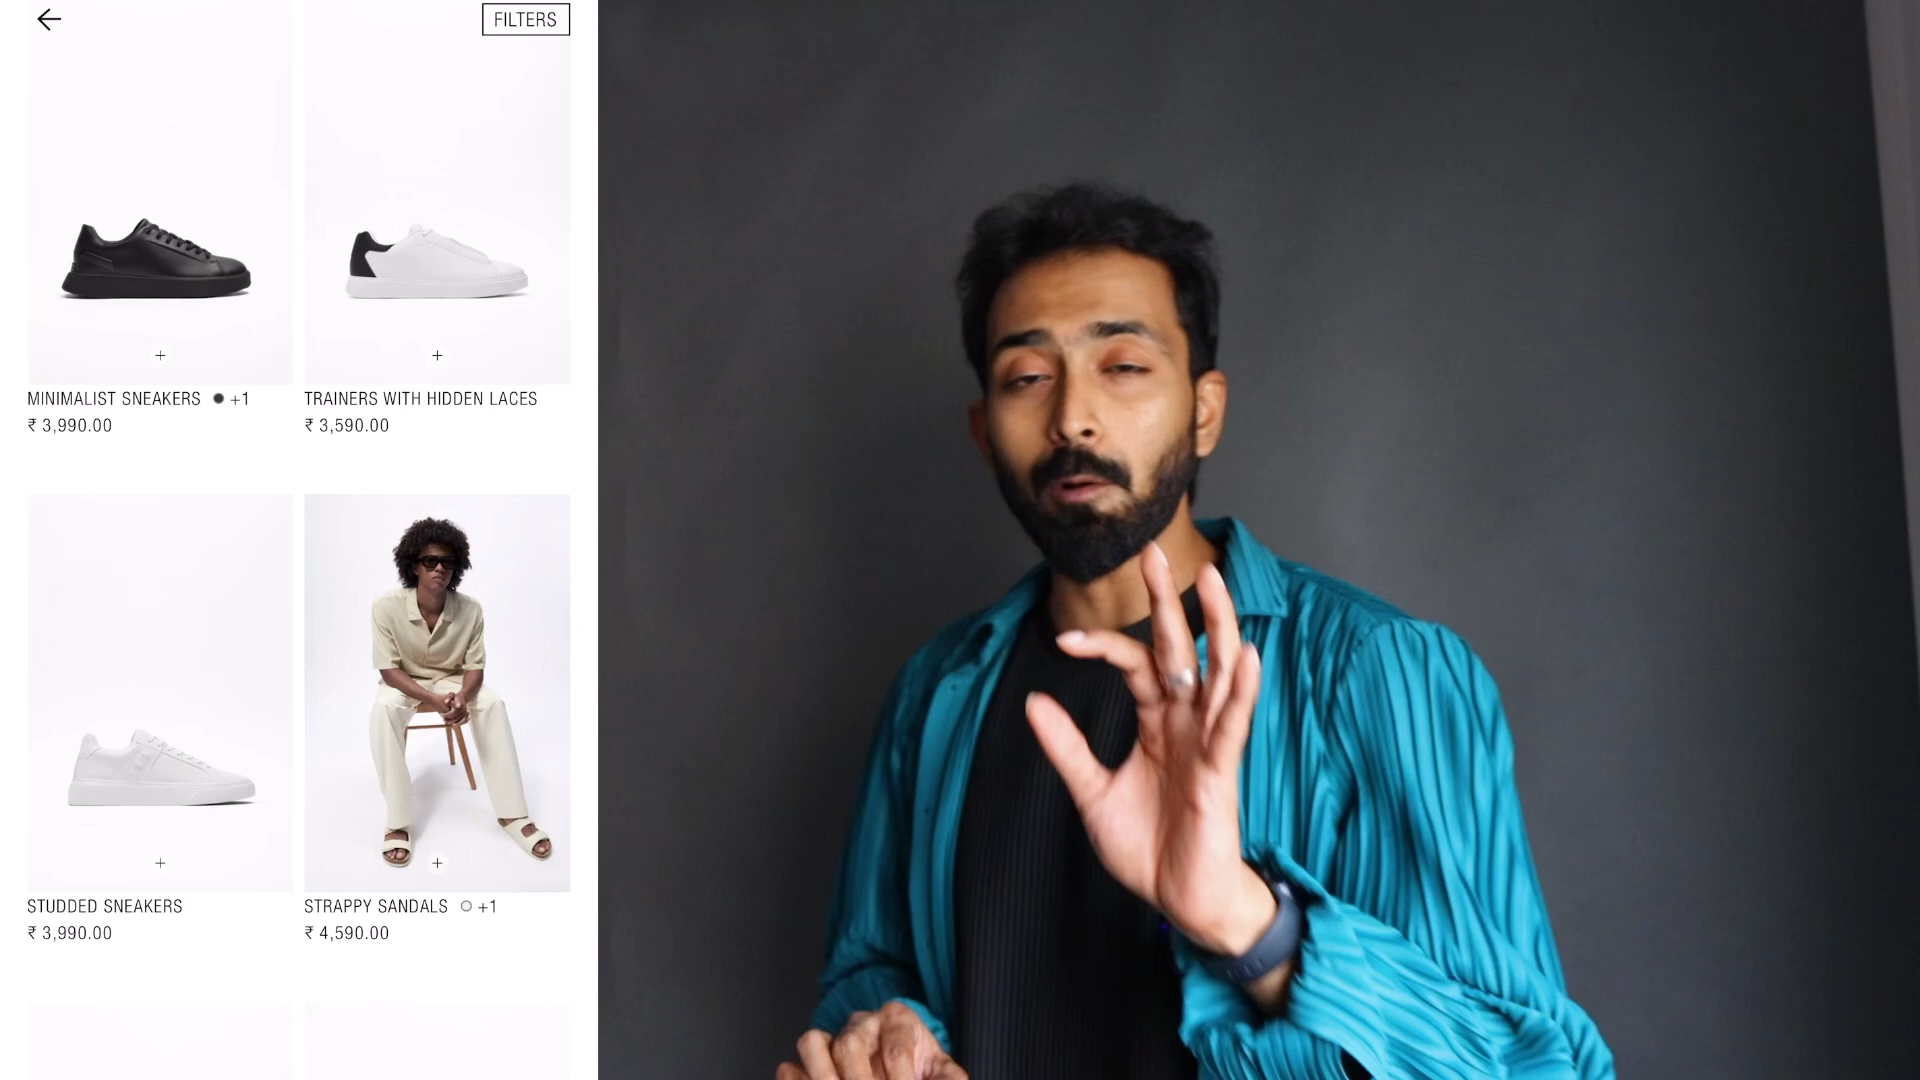 FILTERS
MINIMALIST SNEAKERS +1
₹ 3,990.00
TRAINERS WITH HIDDEN LACES
₹ 3,590.00
STUDDED SNEAKERS
₹ 3,990.00
STRAPPY SANDALS +1
₹ 4,590.00